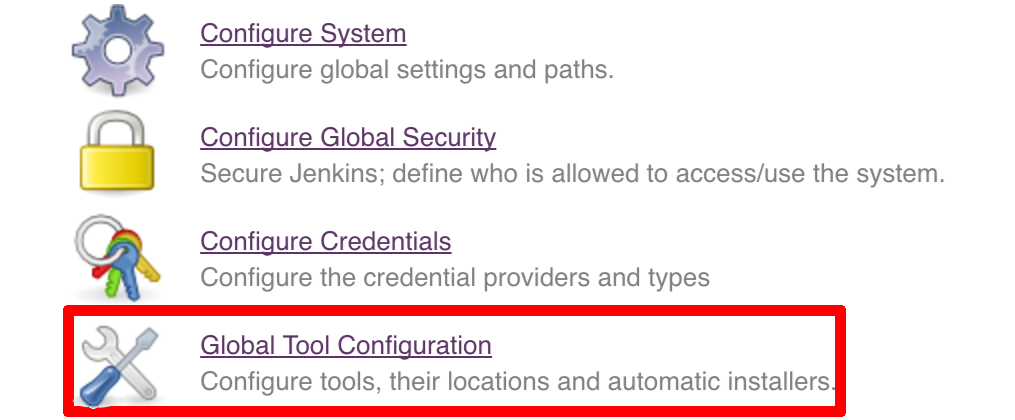 Configure System
Configure global settings and paths.
Configure Global Security
Secure Jenkins; define who is allowed to access/use the system.
Configure Credentials
Configure the credential providers and types
Global Tool Configuration
Configure tools, their locations and automatic installers.